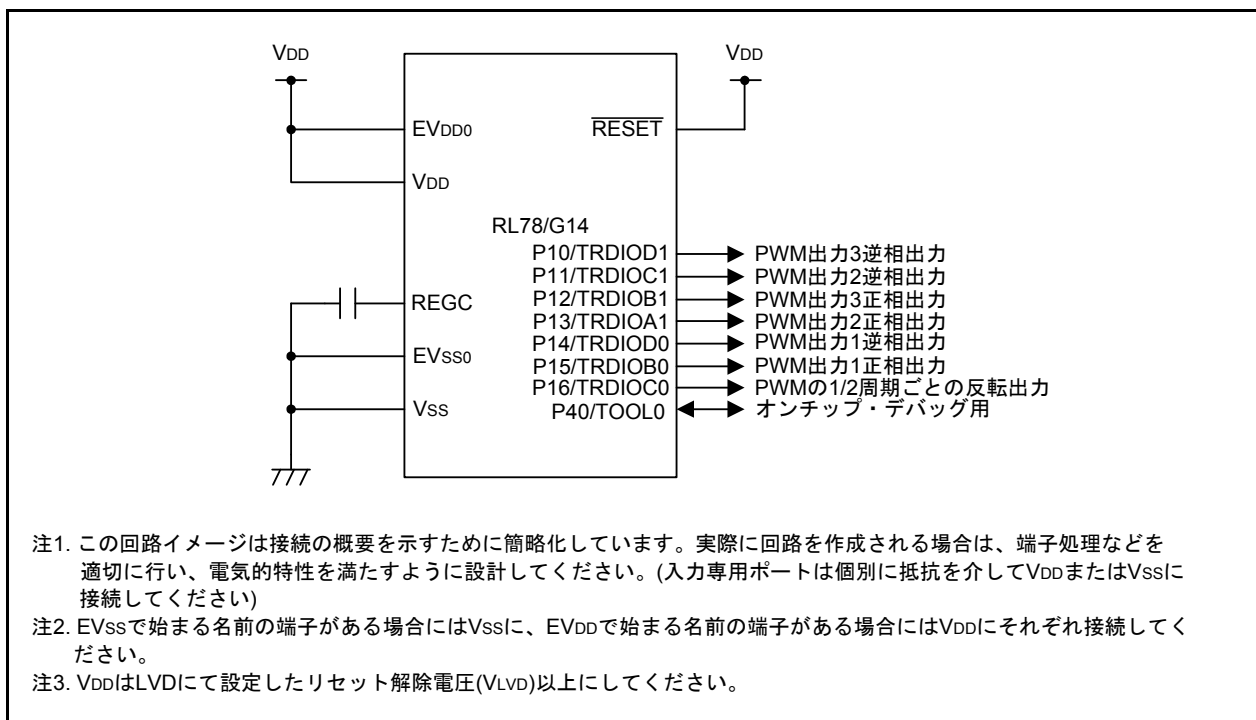 VDD
VDD
EVDD0
RESET
VDD
RL78/G14
P10/TRDIOD1
PWM出力3逆相出力
P11/TRDIOC1
PWM出力2逆相出力
REGC
P12/TRDIOB1
PWM出力3正相出力
P13/TRDIOA1
PWM出力2正相出力
P14/TRDIOD0
PWM出力1逆相出力
EVSS0
P15/TRDIOB0
PWM出力1正相出力
P16/TRDIOC0
PWMの1/2周期ごとの反転出力
VSS
P40/TOOL0
オンチップ・デバッグ用
注1. この回路イメージは接続の概要を示すために簡略化しています。実際に回路を作成される場合は、端子処理などを
適切に行い、電気的特性を満たすように設計してください。(入力専用ポートは個別に抵抗を介してVDDまたはVSSに
接続してください)
注2. EVSSで始まる名前の端子がある場合にはVSSに、EVDDで始まる名前の端子がある場合にはVDDにそれぞれ接続してく
ださい。
注3. VDDはLVDにて設定したリセット解除電圧(VLVD)以上にしてください。